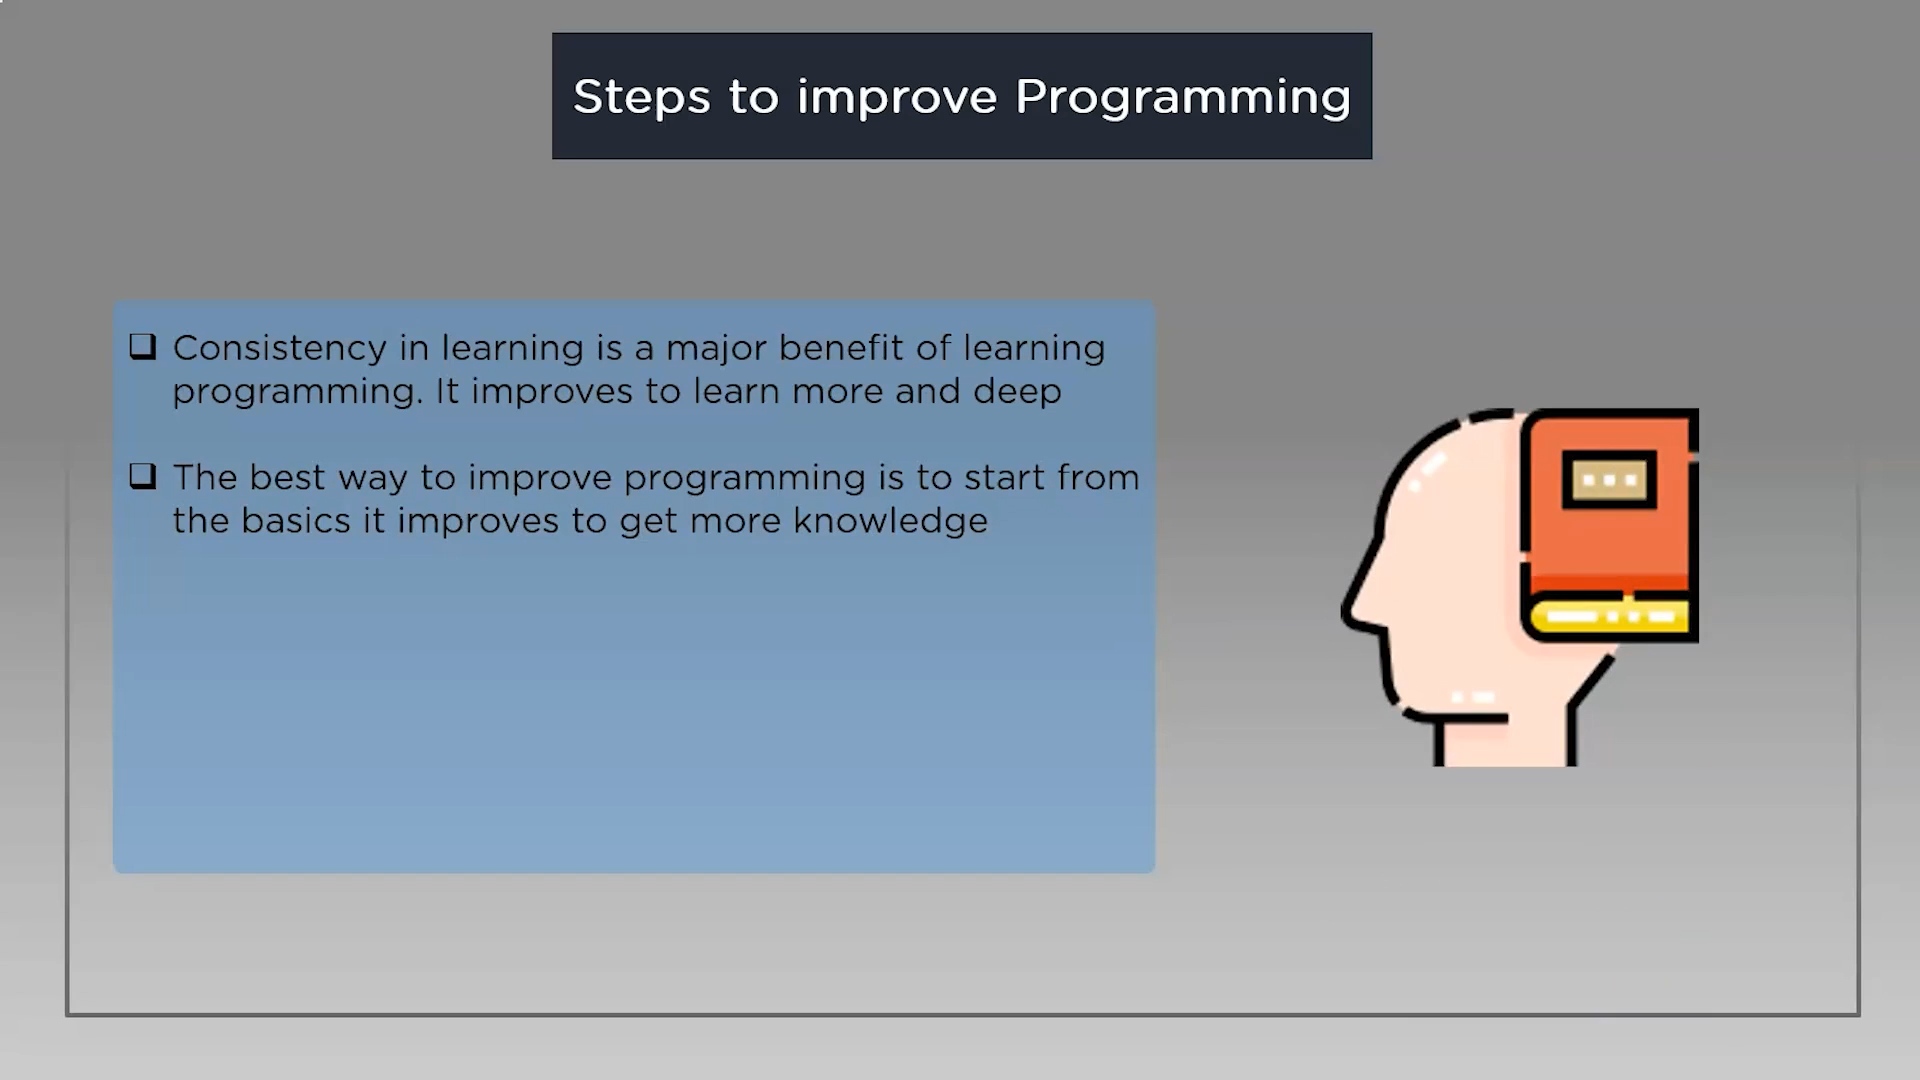 Steps to improve Programming
❑ Consistency in learning is a major benefit of learning
programming. It improves to learn more and deep
❑ The best way to improve programming is to start from
the basics it improves to get more knowledge